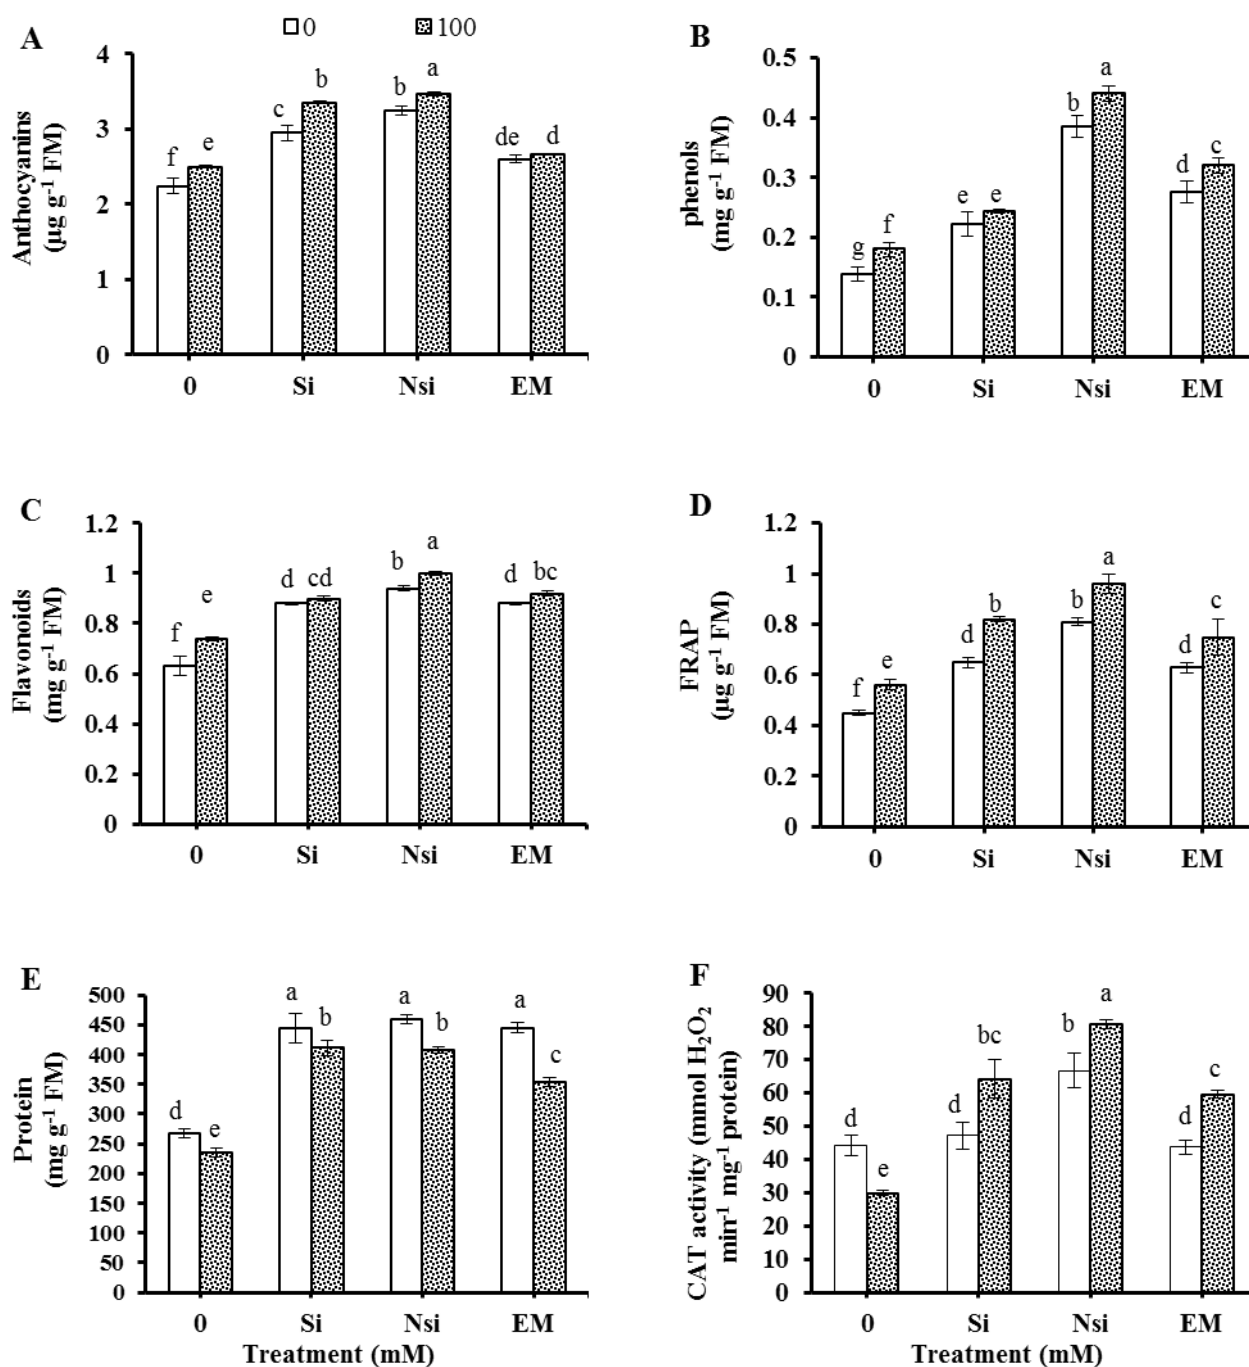 A
0 100
Anthocyanins
(µg g⁻¹ FM)
4
3
2
1
0
f e c b b a de d
0 Si Nsi EM
B
phenols
(mg g⁻¹ FM)
0.5
0.4
0.3
0.2
0.1
0
g f e e b a d c
0 Si Nsi EM
C
Flavonoids
(mg g⁻¹ FM)
1.2
1
0.8
0.6
0.4
0.2
0
f e d cd b a d bc
0 Si Nsi EM
D
FRAP
(µg g⁻¹ FM)
1.2
1
0.8
0.6
0.4
0.2
0
f e d b b a d c
0 Si Nsi EM
E
Protein
(mg g⁻¹ FM)
500
450
400
350
300
250
200
150
100
50
0
d e a b a b a c
0 Si Nsi EM
Treatment (mM)
F
CAT activity (mmol H₂O₂
min⁻¹ mg⁻¹ protein)
90
80
70
60
50
40
30
20
10
0
d e d bc b a d c
0 Si Nsi EM
Treatment (mM)